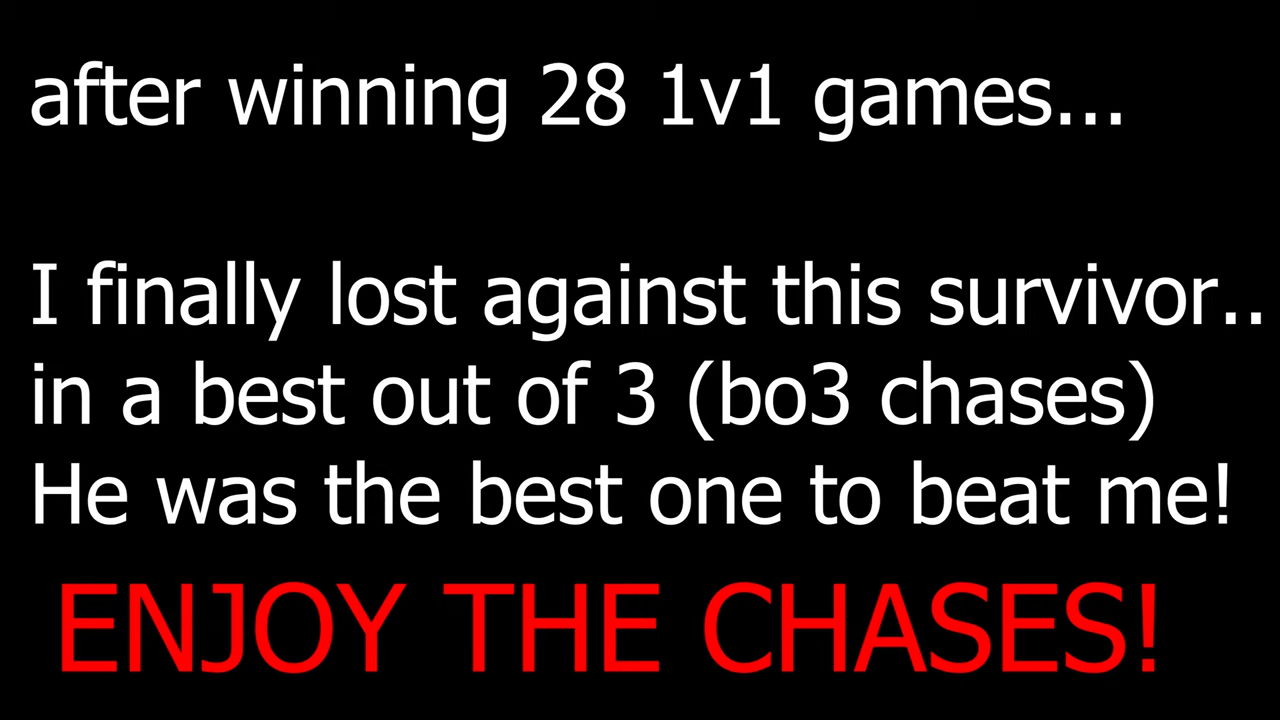 after winning 28 1v1 games...
I finally lost against this survivor..
in a best out of 3 (bo3 chases)
He was the best one to beat me!
ENJOY THE CHASES!